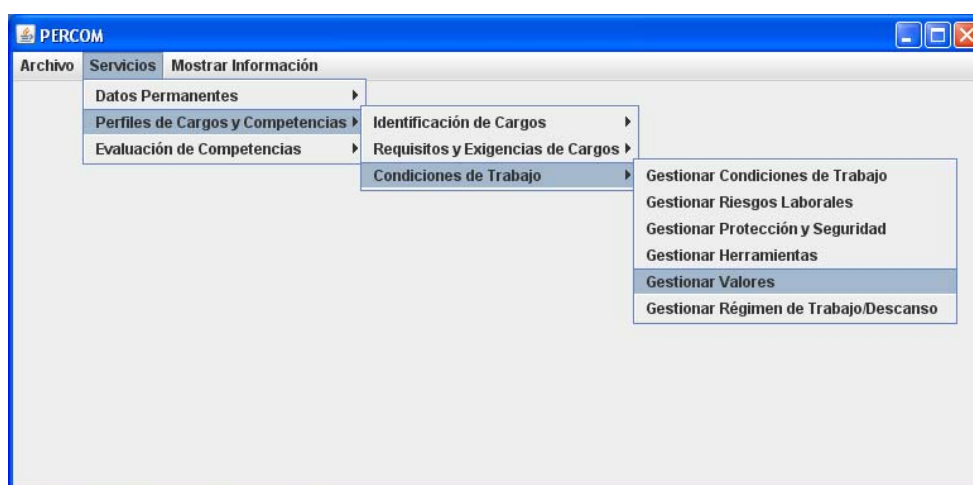 PERCOM
Archivo Servicios Mostrar Información
Datos Permanentes
Perfiles de Cargos y Competencias
Evaluación de Competencias
Identificación de Cargos
Requisitos y Exigencias de Cargos
Condiciones de Trabajo
Gestionar Condiciones de Trabajo
Gestionar Riesgos Laborales
Gestionar Protección y Seguridad
Gestionar Herramientas
Gestionar Valores
Gestionar Régimen de Trabajo/Descanso